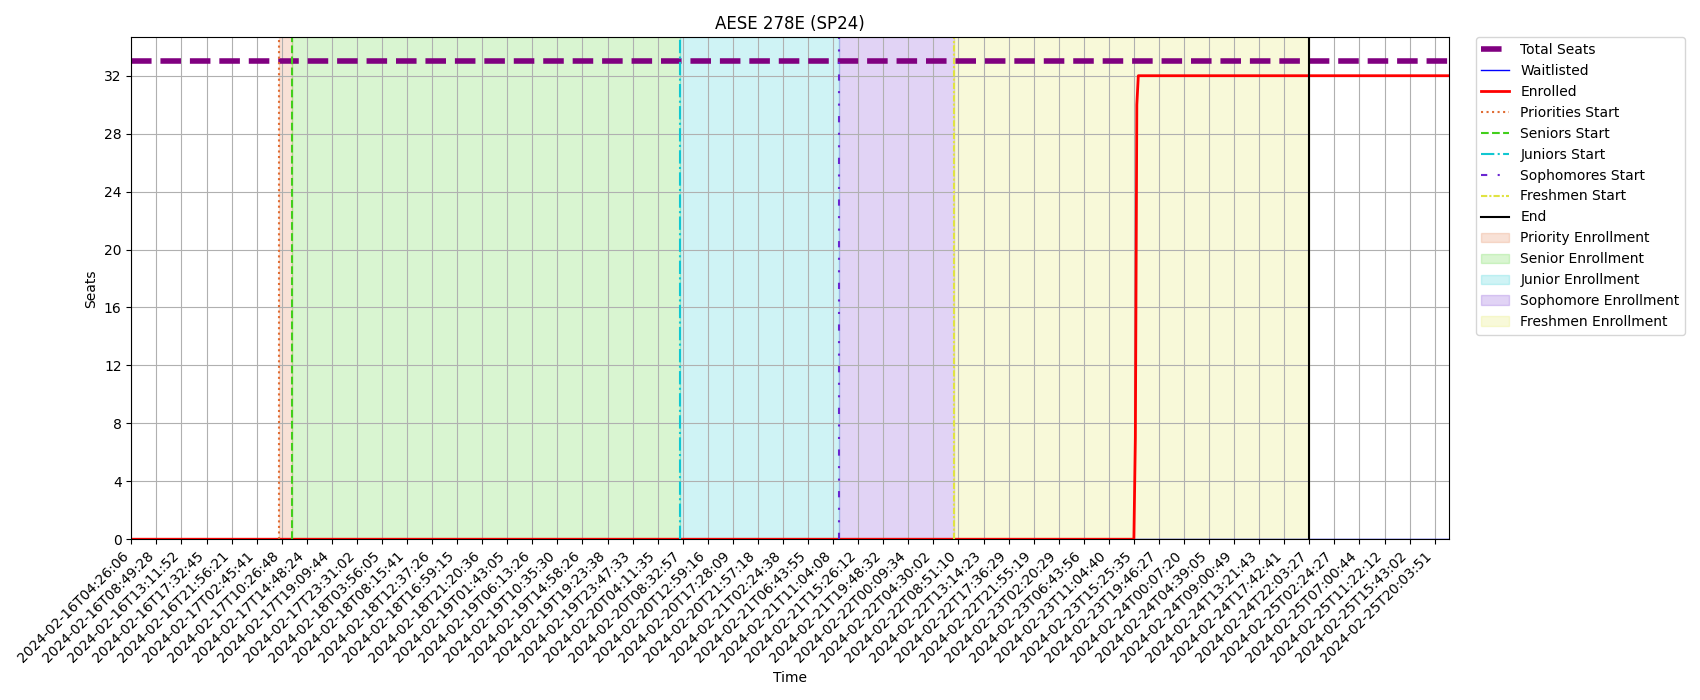 AESE 278E (SP24)
Total Seats
Waitlisted
Enrolled
Priorities Start
Seniors Start
Juniors Start
Sophomores Start
Freshmen Start
End
Priority Enrollment
Senior Enrollment
Junior Enrollment
Sophomore Enrollment
Freshmen Enrollment
Seats
32
28
24
20
16
12
8
4
0
2024-02-16T04:26:06
2024-02-16T08:49:28
2024-02-16T13:11:52
2024-02-16T17:32:45
2024-02-16T21:56:21
2024-02-17T02:45:41
2024-02-17T10:26:48
2024-02-17T14:48:24
2024-02-17T19:09:44
2024-02-17T23:31:02
2024-02-18T03:56:05
2024-02-18T08:15:41
2024-02-18T12:37:26
2024-02-18T16:59:15
2024-02-18T21:20:36
2024-02-19T01:43:05
2024-02-19T06:13:26
2024-02-19T10:35:30
2024-02-19T14:58:26
2024-02-19T19:23:38
2024-02-19T23:47:33
2024-02-20T04:11:35
2024-02-20T08:32:57
2024-02-20T12:59:16
2024-02-20T17:28:09
2024-02-20T21:57:18
2024-02-21T02:24:38
2024-02-21T06:43:55
2024-02-21T11:04:08
2024-02-21T15:26:12
2024-02-21T19:48:32
2024-02-22T00:09:34
2024-02-22T04:30:02
2024-02-22T08:51:10
2024-02-22T13:14:23
2024-02-22T17:36:29
2024-02-22T21:55:19
2024-02-23T02:20:29
2024-02-23T06:43:56
2024-02-23T11:04:40
2024-02-23T15:25:35
2024-02-23T19:46:27
2024-02-24T00:07:20
2024-02-24T04:39:05
2024-02-24T09:00:49
2024-02-24T13:21:43
2024-02-24T17:42:41
2024-02-24T22:03:27
2024-02-25T02:24:27
2024-02-25T07:00:44
2024-02-25T11:22:12
2024-02-25T15:43:02
2024-02-25T20:03:51
Time